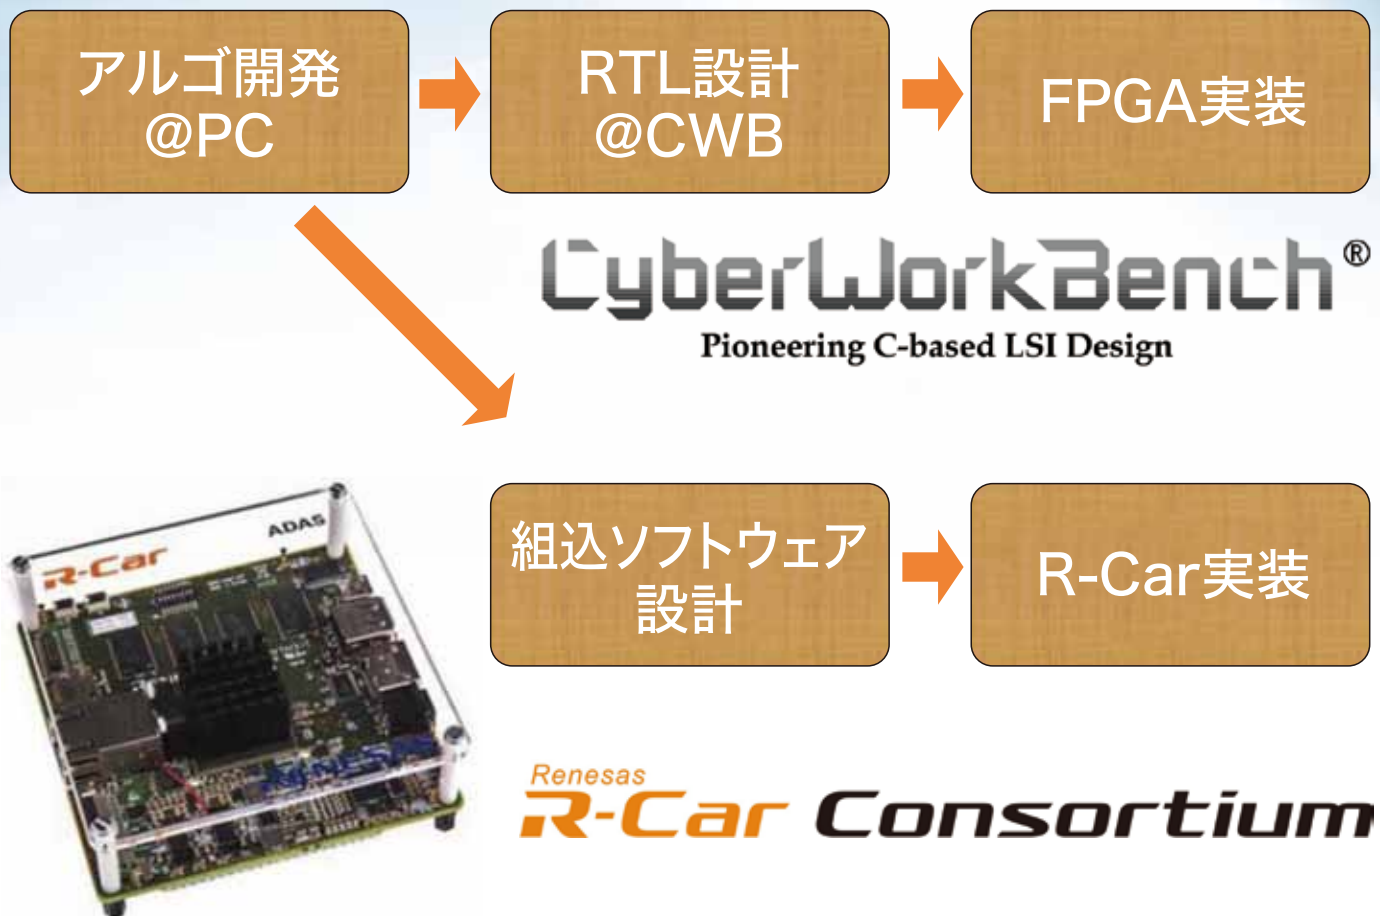 アルゴ開発
@PC
RTL設計
@CWB
FPGA実装
CyberWorkBench®
Pioneering C-based LSI Design
組込ソフトウェア
設計
R-Car実装
ADAS
R-Car
RENESAS
Renesas
R-Car Consortium